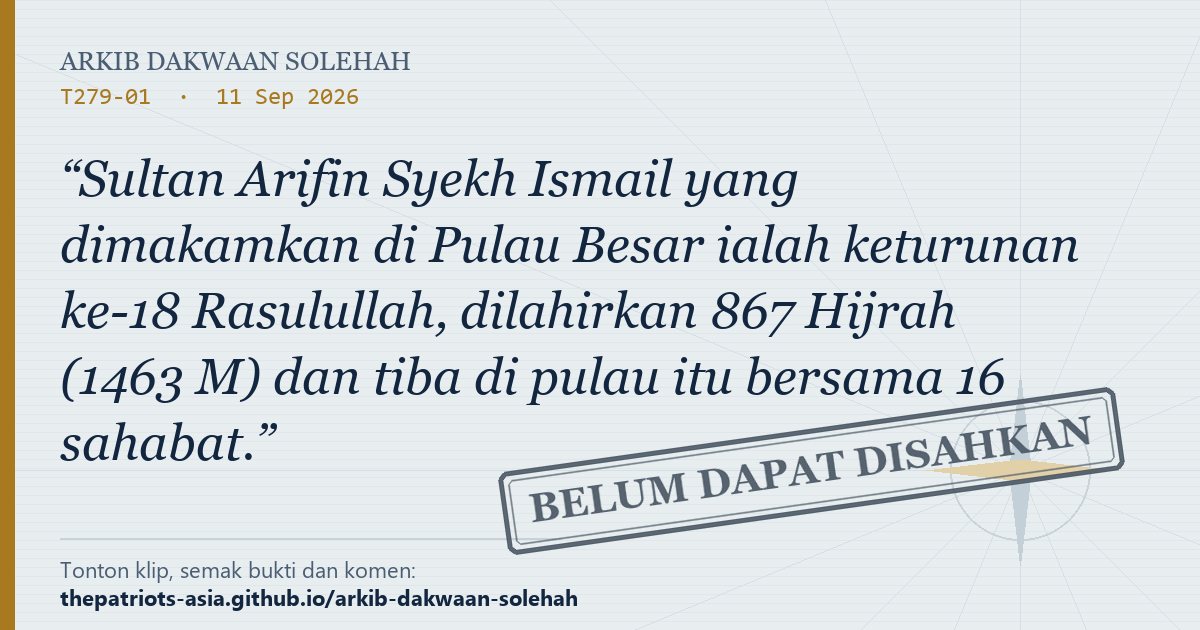 ARKIB DAKWAAN SOLEHAH
T279-01 · 11 Sep 2026
“Sultan Arifin Syekh Ismail yang
dimakamkan di Pulau Besar ialah keturunan
ke-18 Rasulullah, dilahirkan 867 Hijrah
(1463 M) dan tiba di pulau itu bersama 16
sahabat.”
BELUM DAPAT DISAHKAN
Tonton klip, semak bukti dan komen:
thepatriots-asia.github.io/arkib-dakwaan-solehah